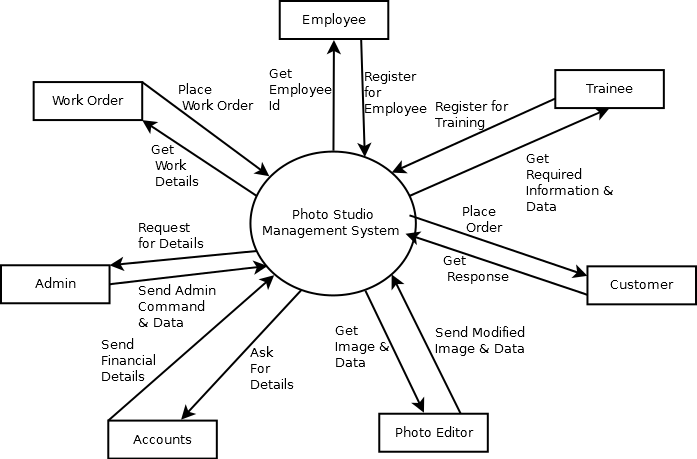 Employee
Get
Employee
Id
Register
for
Employee
Work Order
Place
Work Order
Get
Work
Details
Trainee
Register for
Training
Get
Required
Information &
Data
Photo Studio
Management System
Place
Order
Get
Response
Customer
Request
for Details
Admin
Send Admin
Command
& Data
Send
Financial
Details
Ask
For
Details
Accounts
Get
Image &
Data
Send Modified
Image & Data
Photo Editor